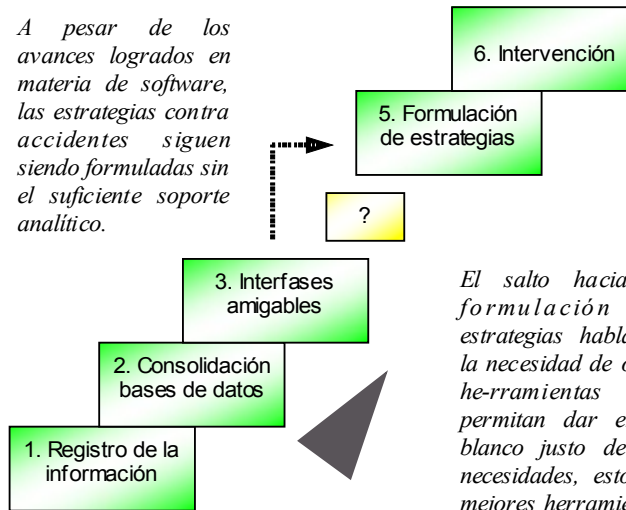 A pesar de los
avances logrados en
materia de software,
las estrategias contra
accidentes siguen
siendo formuladas sin
el suficiente soporte
analítico.
6. Intervención
5. Formulación
de estrategias
?
3. Interfases
amigables
2. Consolidación
bases de datos
1. Registro de la
información
El salto hacia
formulación
estrategias
la necesidad de
he-rramientas
permitan dar
blanco justo
necesidades,
mejores